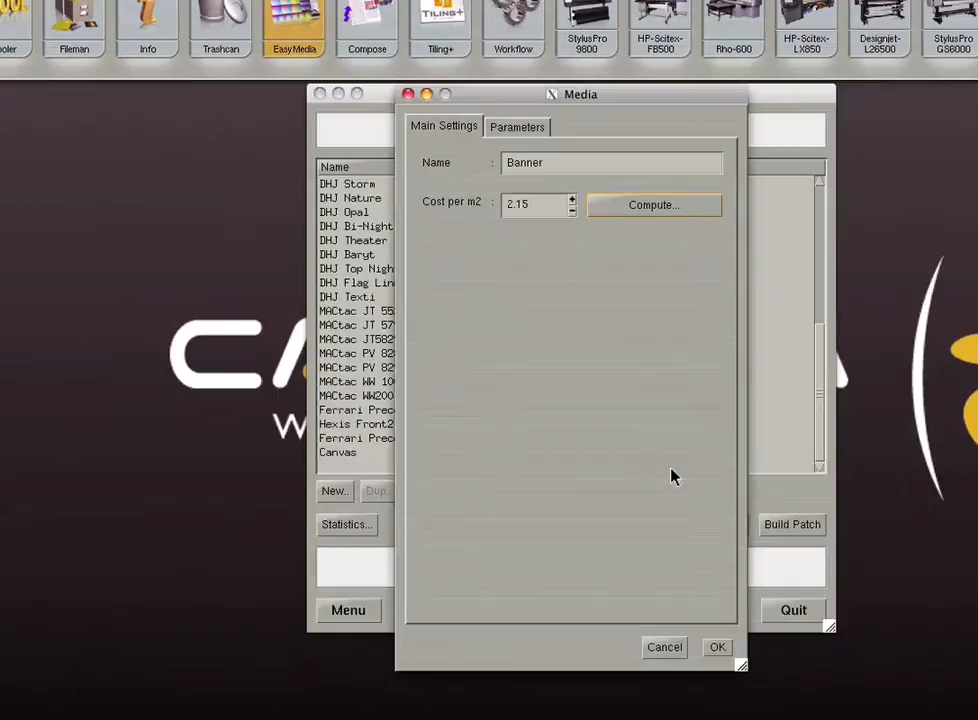 ooler Fileman Info Trashcan EasyMedia Compose Tiling+ Workflow StylusPro 9800 HP-Scitex-FB500 Rho-600 HP-Scitex-LX850 Designjet-L26500 StylusPro GS6000
X Media
Main Settings Parameters
Name : Banner
Cost per m2 : 2.15 Compute...
Name
DHJ Storm
DHJ Nature
DHJ Opal
DHJ Bi-Night
DHJ Theater
DHJ Baryt
DHJ Top Nigh
DHJ Flag Lin
DHJ Texti
MACtac JT 55
MACtac JT 57
MACtac JT582
MACtac PV 82
MACtac PV 82
MACtac WW 10
MACtac WW200
Ferrari Prec
Hexis Front2
Ferrari Prec
Canvas
New.. Dup..
Statistics... Build Patch
Menu Quit
Cancel OK